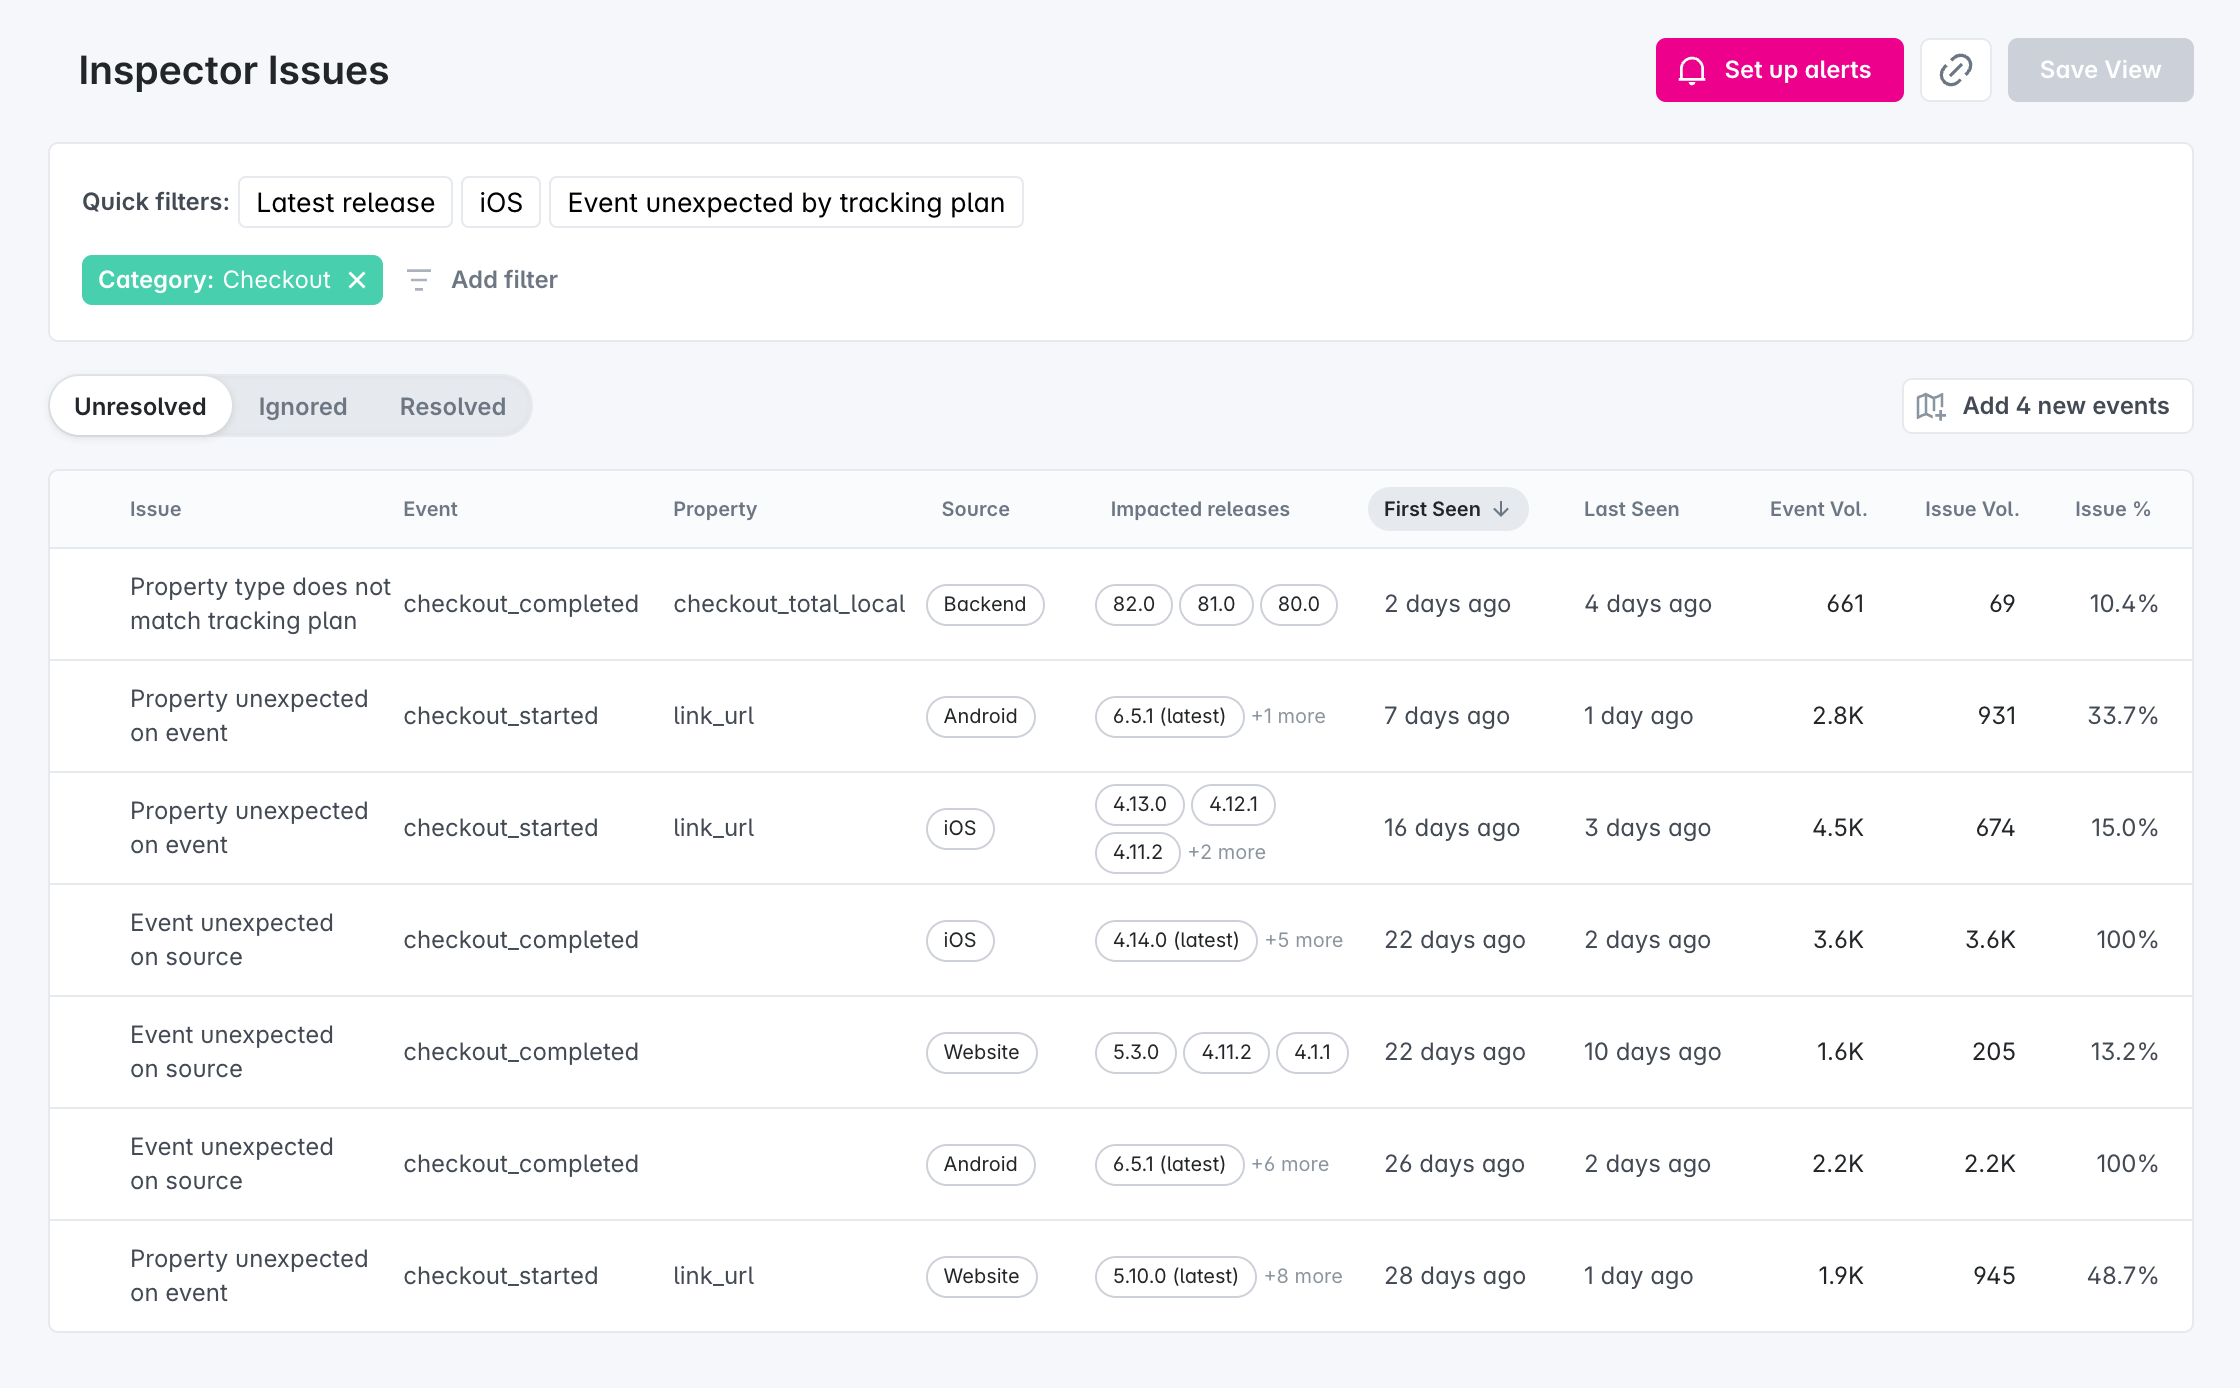 Inspector Issues
Set up alerts
Save View
Quick filters: Latest release iOS Event unexpected by tracking plan
Category: Checkout Add filter
Unresolved Ignored Resolved
Add 4 new events
Issue Event Property Source Impacted releases First Seen Last Seen Event Vol. Issue Vol. Issue %
Property type does not
match tracking plan
checkout_completed checkout_total_local Backend 82.0 81.0 80.0 2 days ago 4 days ago 661 69 10.4%
Property unexpected
on event
checkout_started link_url Android 6.5.1 (latest) +1 more 7 days ago 1 day ago 2.8K 931 33.7%
Property unexpected
on event
checkout_started link_url iOS
4.13.0 4.12.1
4.11.2 +2 more
16 days ago 3 days ago 4.5K 674 15.0%
Event unexpected
on source
checkout_completed iOS 4.14.0 (latest) +5 more 22 days ago 2 days ago 3.6K 3.6K 100%
Event unexpected
on source
checkout_completed Website 5.3.0 4.11.2 4.1.1 22 days ago 10 days ago 1.6K 205 13.2%
Event unexpected
on source
checkout_completed Android 6.5.1 (latest) +6 more 26 days ago 2 days ago 2.2K 2.2K 100%
Property unexpected
on event
checkout_started link_url Website 5.10.0 (latest) +8 more 28 days ago 1 day ago 1.9K 945 48.7%